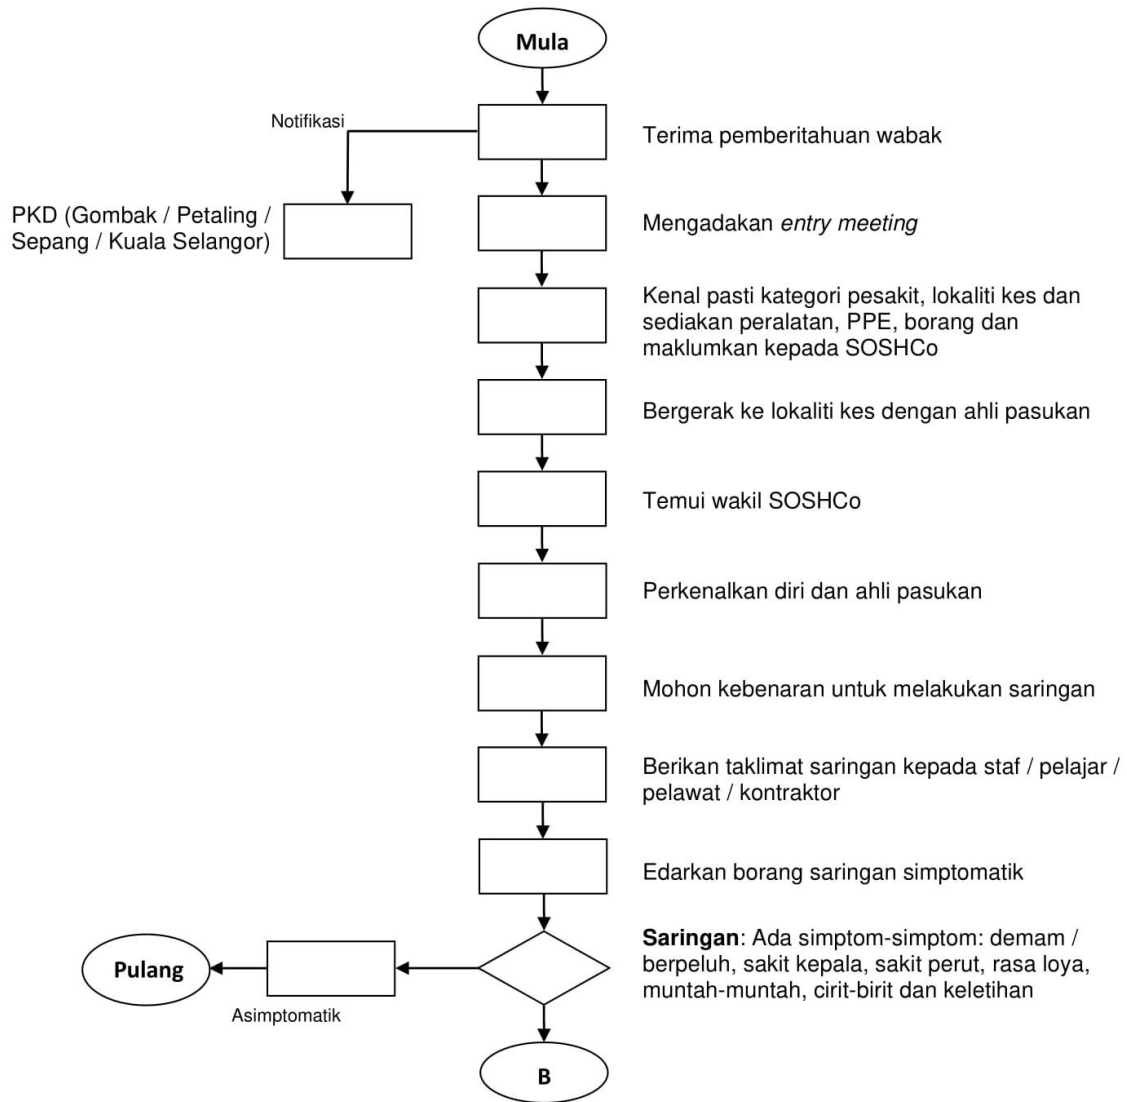 Mula
Notifikasi
Terima pemberitahuan wabak
PKD (Gombak / Petaling /
Sepang / Kuala Selangor)
Mengadakan entry meeting
Kenal pasti kategori pesakit, lokaliti kes dan
sediakan peralatan, PPE, borang dan
maklumkan kepada SOSHCo
Bergerak ke lokaliti kes dengan ahli pasukan
Temui wakil SOSHCo
Perkenalkan diri dan ahli pasukan
Mohon kebenaran untuk melakukan saringan
Berikan taklimat saringan kepada staf / pelajar /
pelawat / kontraktor
Edarkan borang saringan simptomatik
Saringan: Ada simptom-simptom: demam /
berpeluh, sakit kepala, sakit perut, rasa loya,
muntah-muntah, cirit-birit dan keletihan
Pulang
Asimptomatik
B